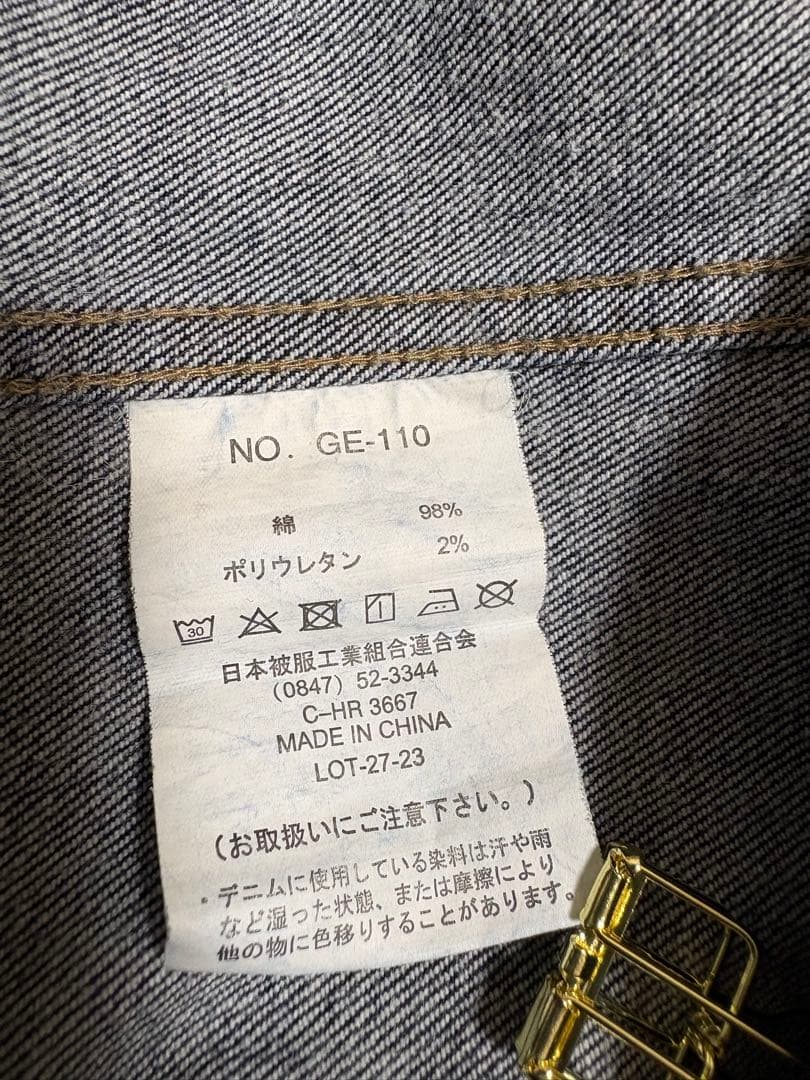 NO. GE-110
綿 98%
ポリウレタン 2%
30
日本被服工業組合連合会
(0847) 52-3344
C-HR 3667
MADE IN CHINA
LOT-27-23
(お取扱いにご注意下さい。)
・デニムに使用している染料は汗や雨
など湿った状態、または摩擦により
他の物に色移りすることがあります。